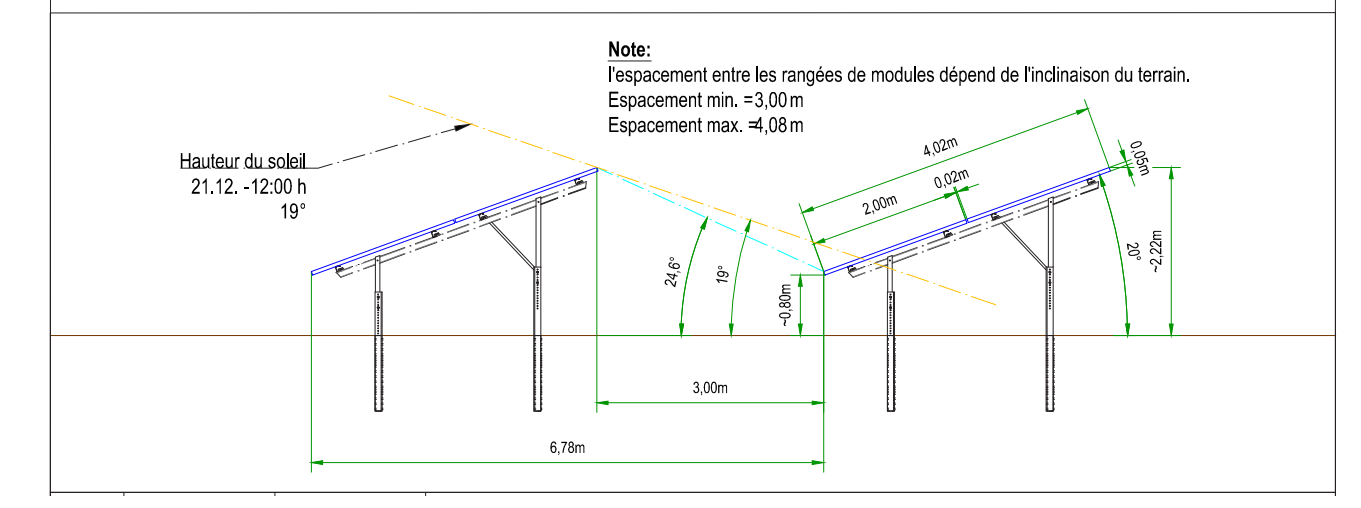 Note:
l'espacement entre les rangées de modules dépend de l'inclinaison du terrain.
Espacement min. =3,00 m
Espacement max. =4,08 m
Hauteur du soleil
21.12. -12:00 h
19°
4,02m
0,05m
0,02m
2,00m
24,6°
19°
~0,80m
20°
~2,22m
3,00m
6,78m